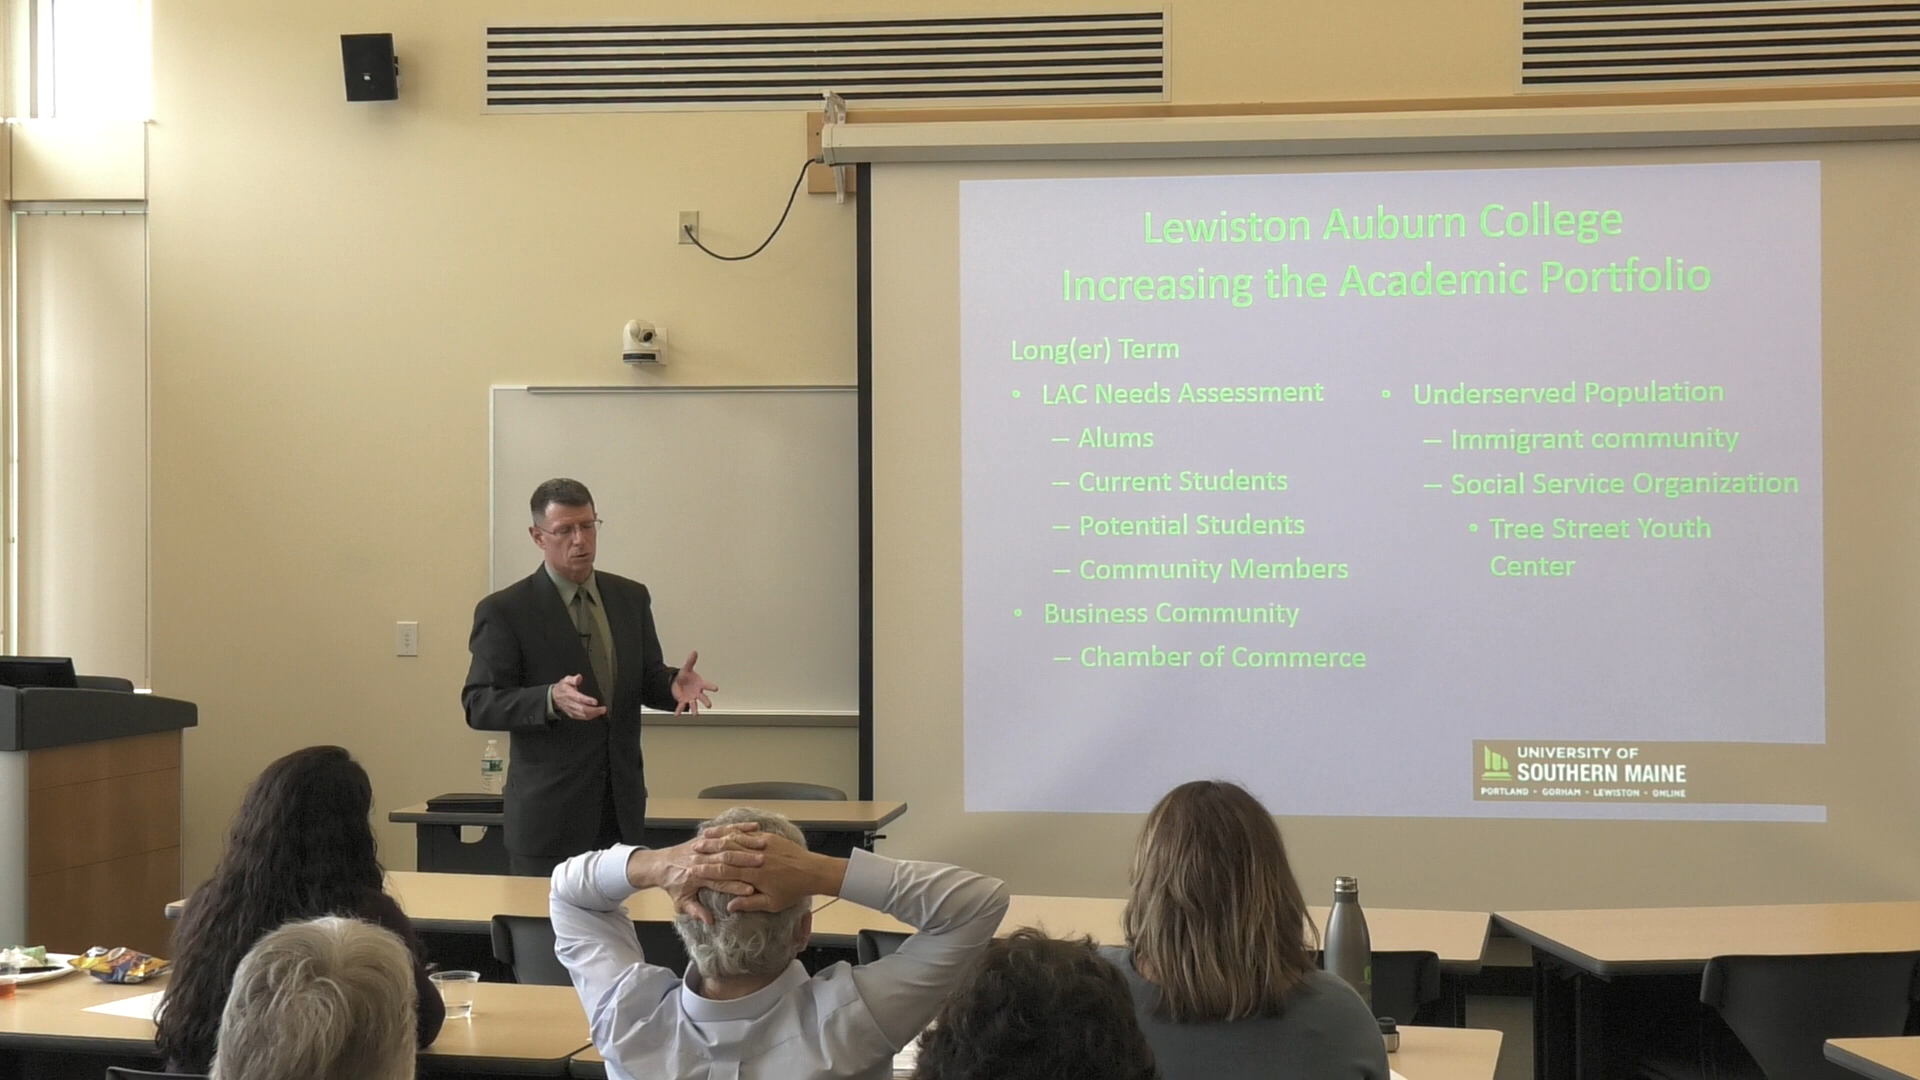 Lewiston Auburn College
Increasing the Academic Portfolio
Long(er) Term
• LAC Needs Assessment
– Alums
– Current Students
– Potential Students
– Community Members
• Business Community
– Chamber of Commerce
• Underserved Population
– Immigrant community
– Social Service Organization
• Tree Street Youth
Center
UNIVERSITY OF
SOUTHERN MAINE
PORTLAND • GORHAM • LEWISTON • ONLINE